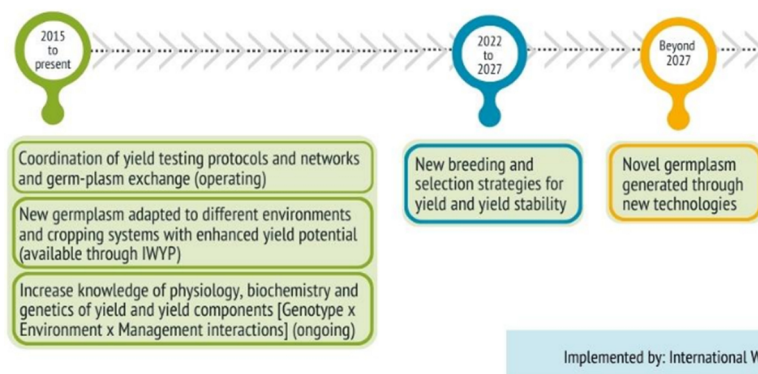 2015
to
present
2022
to
2027
Beyond
2027
Coordination of yield testing protocols and networks
and germ-plasm exchange (operating)
New germplasm adapted to different environments
and cropping systems with enhanced yield potential
(available through IWYP)
Increase knowledge of physiology, biochemistry and
genetics of yield and yield components [Genotype x
Environment x Management interactions] (ongoing)
New breeding and
selection strategies for
yield and yield stability
Novel germplasm
generated through
new technologies
Implemented by: International W